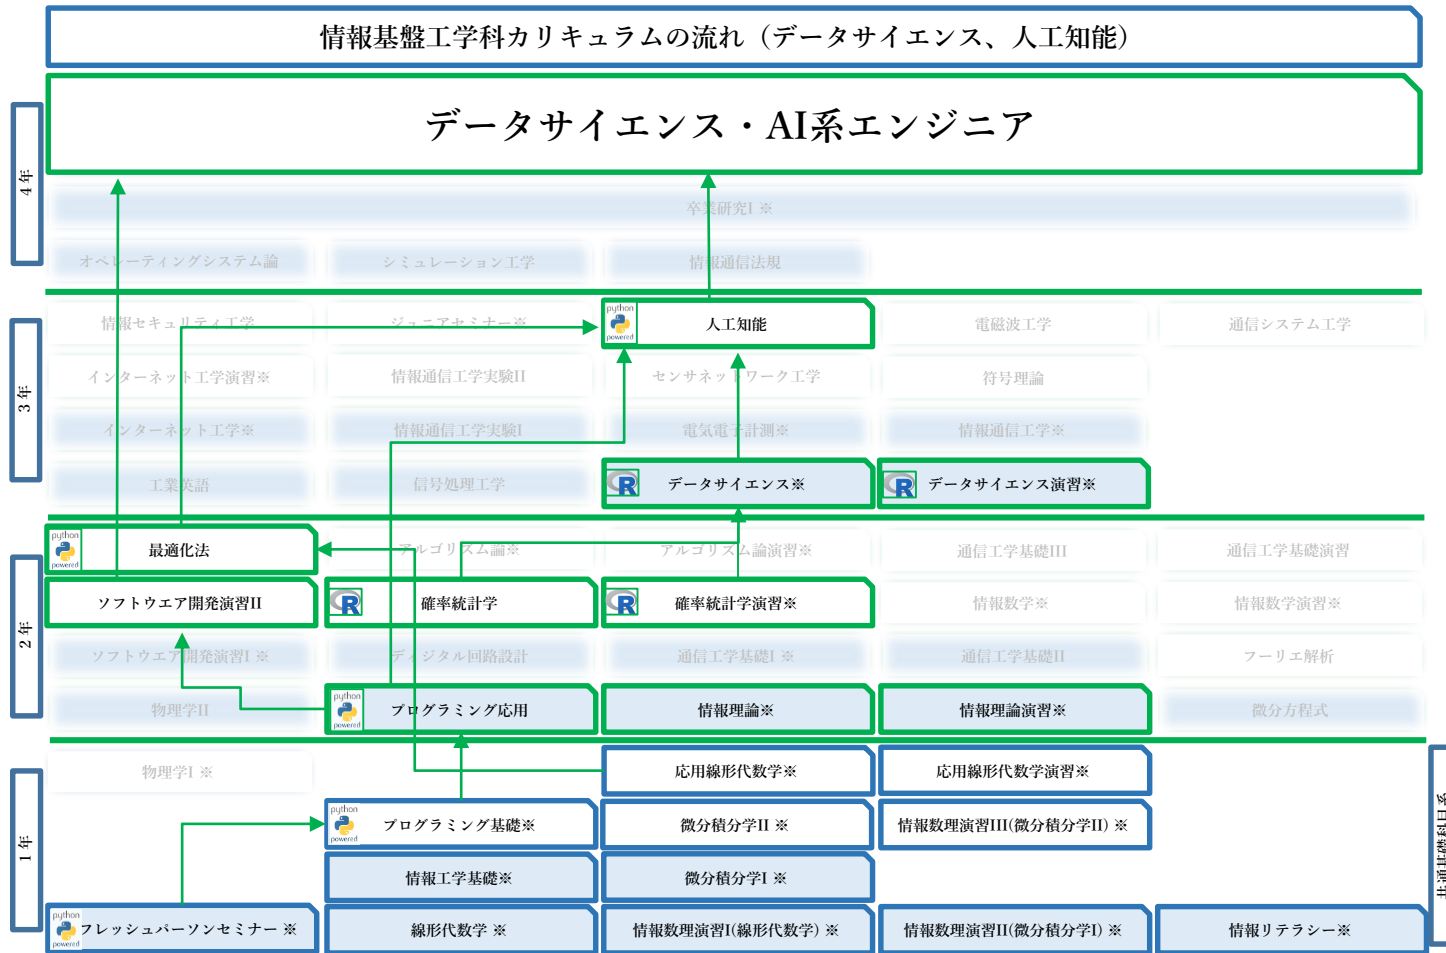 情報基盤工学科カリキュラムの流れ（データサイエンス、人工知能）
データサイエンス・AI系エンジニア
4年
卒業研究I ※
オペレーティングシステム論
シミュレーション工学
情報通信法規
3年
情報セキュリティ工学
ジュニアセミナー※
python
powered
人工知能
電磁波工学
通信システム工学
インターネット工学演習※
情報通信工学実験II
センサネットワーク工学
符号理論
インターネット工学※
情報通信工学実験I
電気電子計測※
情報通信工学※
工業英語
信号処理工学
R
データサイエンス※
R
データサイエンス演習※
2年
python
powered
最適化法
アルゴリズム論※
アルゴリズム論演習※
通信工学基礎III
通信工学基礎演習
ソフトウエア開発演習II
R
確率統計学
R
確率統計学演習※
情報数学※
情報数学演習※
ソフトウエア開発演習I ※
ディジタル回路設計
通信工学基礎I ※
通信工学基礎II
フーリエ解析
物理学II
python
powered
プログラミング応用
情報理論※
情報理論演習※
微分方程式
1年
物理学I ※
応用線形代数学※
応用線形代数学演習※
python
powered
プログラミング基礎※
微分積分学II ※
情報数理演習III(微分積分学II) ※
情報工学基礎※
微分積分学I ※
python
powered
フレッシュパーソンセミナー ※
線形代数学 ※
情報数理演習I(線形代数学) ※
情報数理演習II(微分積分学I) ※
情報リテラシー※
共通基礎科目系